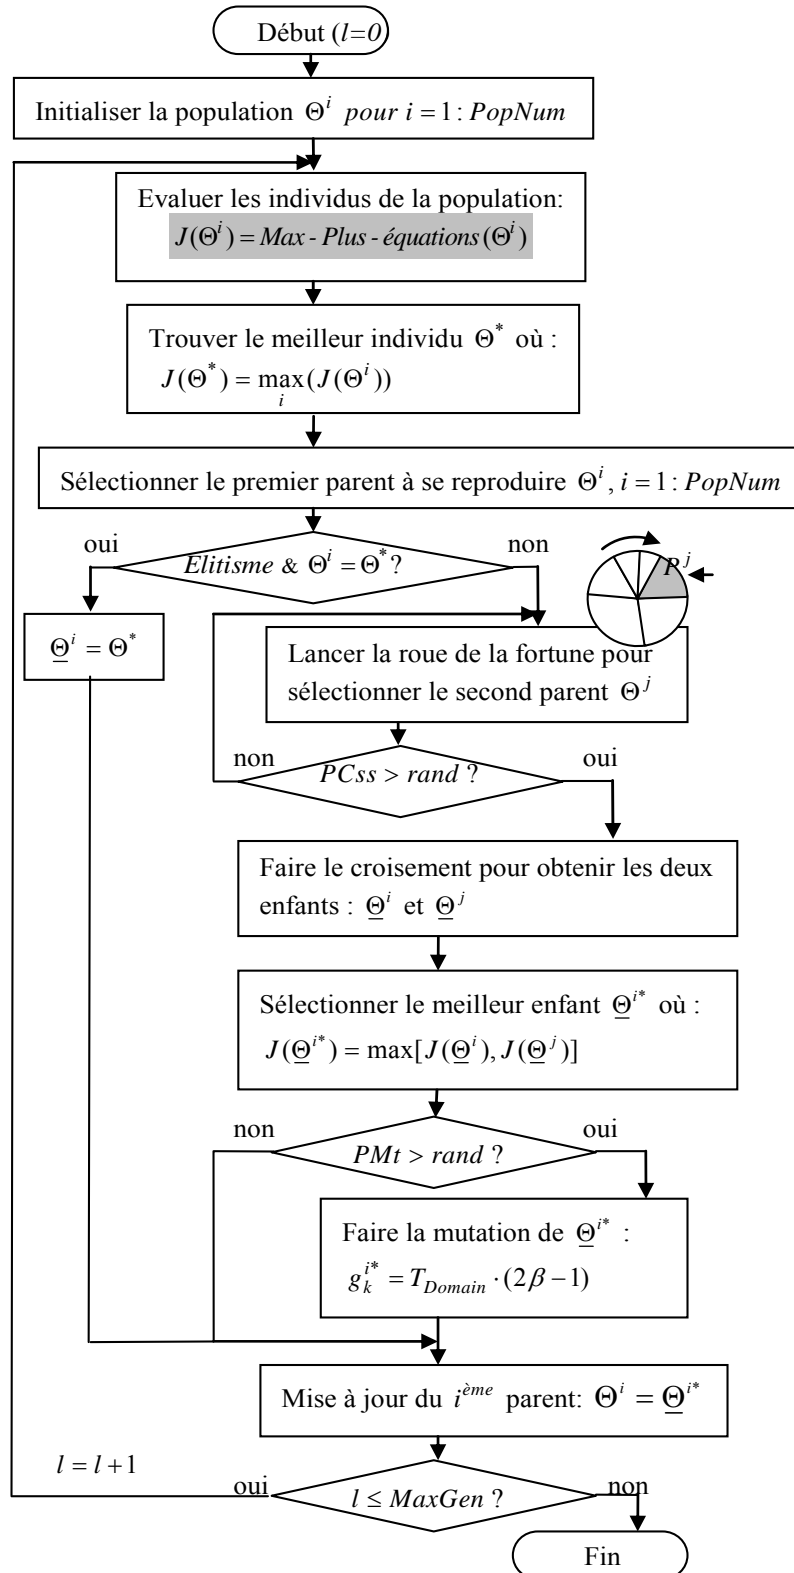 Début (l=0
Initialiser la population Θ^i pour i = 1 : PopNum
Evaluer les individus de la population:
J(Θ^i) = Max - Plus - équations(Θ^i)
Trouver le meilleur individu Θ^* où :
J(Θ^*) = max_i (J(Θ^i))
Sélectionner le premier parent à se reproduire Θ^i, i = 1 : PopNum
oui
Elitisme & Θ^i = Θ^* ?
non
P^j
Θ̲^i = Θ^*
Lancer la roue de la fortune pour
sélectionner le second parent Θ^j
non
PCss > rand ?
oui
Faire le croisement pour obtenir les deux
enfants : Θ̲^i et Θ̲^j
Sélectionner le meilleur enfant Θ̲^{i*} où :
J(Θ̲^{i*}) = max[J(Θ̲^i), J(Θ̲^j)]
non
PMt > rand ?
oui
Faire la mutation de Θ̲^{i*} :
g_k^{i*} = T_{Domain} · (2β − 1)
Mise à jour du i^{ème} parent: Θ^i = Θ̲^{i*}
l = l + 1
oui
l ≤ MaxGen ?
non
Fin